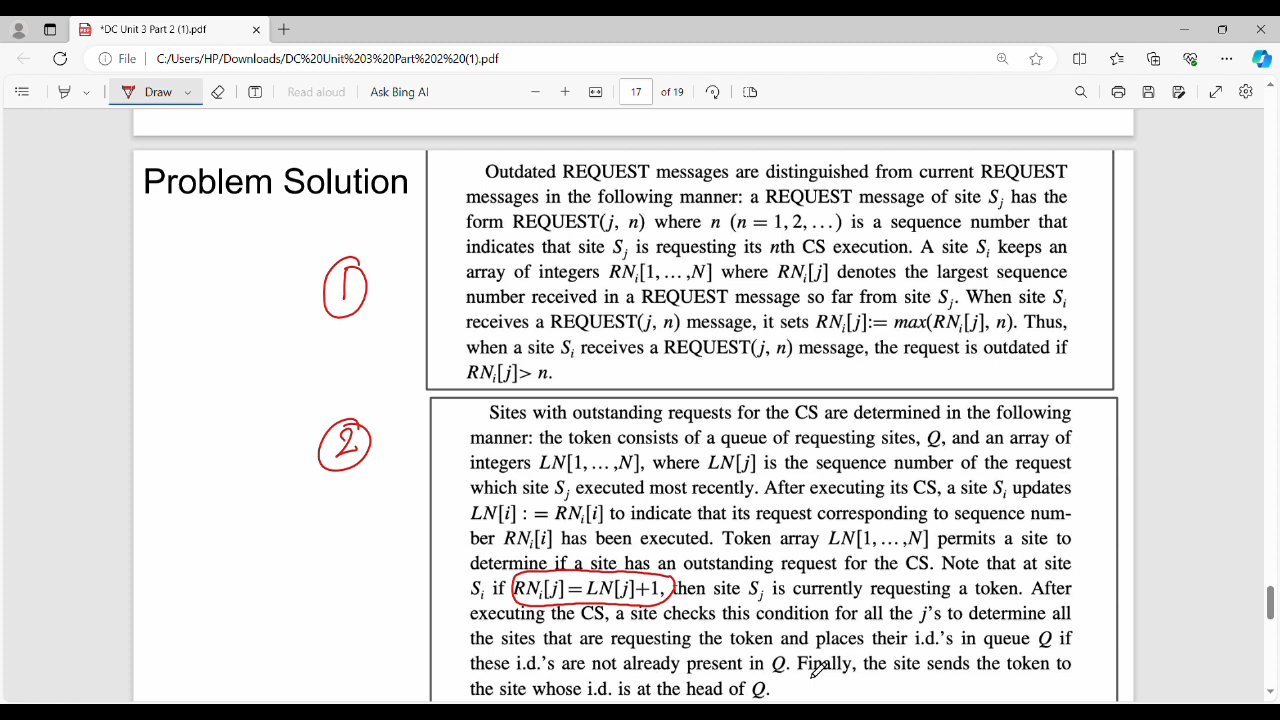 *DC Unit 3 Part 2 (1).pdf
File
C:/Users/HP/Downloads/DC%20Unit%203%20Part%202%20(1).pdf
Draw
Read aloud
Ask Bing AI
17
of 19
Problem Solution
Outdated REQUEST messages are distinguished from current REQUEST
messages in the following manner: a REQUEST message of site Sj has the
form REQUEST(j, n) where n (n = 1, 2, . . . ) is a sequence number that
indicates that site Sj is requesting its nth CS execution. A site Si keeps an
array of integers RNi[1, . . . ,N] where RNi[j] denotes the largest sequence
number received in a REQUEST message so far from site Sj. When site Si
receives a REQUEST(j, n) message, it sets RNi[j]:= max(RNi[j], n). Thus,
when a site Si receives a REQUEST(j, n) message, the request is outdated if
RNi[j]> n.
1
Sites with outstanding requests for the CS are determined in the following
manner: the token consists of a queue of requesting sites, Q, and an array of
integers LN[1, . . . ,N], where LN[j] is the sequence number of the request
which site Sj executed most recently. After executing its CS, a site Si updates
LN[i] : = RNi[i] to indicate that its request corresponding to sequence num-
ber RNi[i] has been executed. Token array LN[1, . . . ,N] permits a site to
determine if a site has an outstanding request for the CS. Note that at site
Si if RNi[j] = LN[j]+1, then site Sj is currently requesting a token. After
executing the CS, a site checks this condition for all the j's to determine all
the sites that are requesting the token and places their i.d.'s in queue Q if
these i.d.'s are not already present in Q. Finally, the site sends the token to
the site whose i.d. is at the head of Q.
2